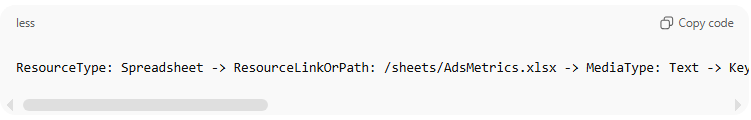 less
Copy code
ResourceType: Spreadsheet -> ResourceLinkOrPath: /sheets/AdsMetrics.xlsx -> MediaType: Text -> Key